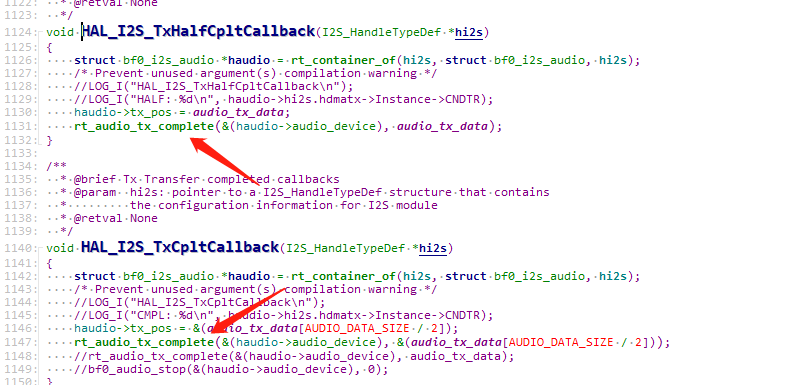 1122: * @retval None
1123: */
1124: void HAL_I2S_TxHalfCpltCallback(I2S_HandleTypeDef *hi2s)
1125: {
1126: struct bf0_i2s_audio *haudio = rt_container_of(hi2s, struct bf0_i2s_audio, hi2s);
1127: /* Prevent unused argument(s) compilation warning */
1128: //LOG_I("HAL_I2S_TxHalfCpltCallback\n");
1129: //LOG_I("HALF: %d\n", haudio->hi2s.hdmatx->Instance->CNDTR);
1130: haudio->tx_pos = audio_tx_data;
1131: rt_audio_tx_complete(&(haudio->audio_device), audio_tx_data);
1132: }
1133:
1134: /**
1135: * @brief Tx Transfer completed callbacks
1136: * @param hi2s: pointer to a I2S_HandleTypeDef structure that contains
1137: * the configuration information for I2S module
1138: * @retval None
1139: */
1140: void HAL_I2S_TxCpltCallback(I2S_HandleTypeDef *hi2s)
1141: {
1142: struct bf0_i2s_audio *haudio = rt_container_of(hi2s, struct bf0_i2s_audio, hi2s);
1143: /* Prevent unused argument(s) compilation warning */
1144: //LOG_I("HAL_I2S_TxCpltCallback\n");
1145: //LOG_I("CMPL: %d\n", haudio->hi2s.hdmatx->Instance->CNDTR);
1146: haudio->tx_pos = &(audio_tx_data[AUDIO_DATA_SIZE / 2]);
1147: rt_audio_tx_complete(&(haudio->audio_device), &(audio_tx_data[AUDIO_DATA_SIZE / 2]));
1148: //rt_audio_tx_complete(&(haudio->audio_device), audio_tx_data);
1149: //bf0_audio_stop(&(haudio->audio_device), 0);
1150: }